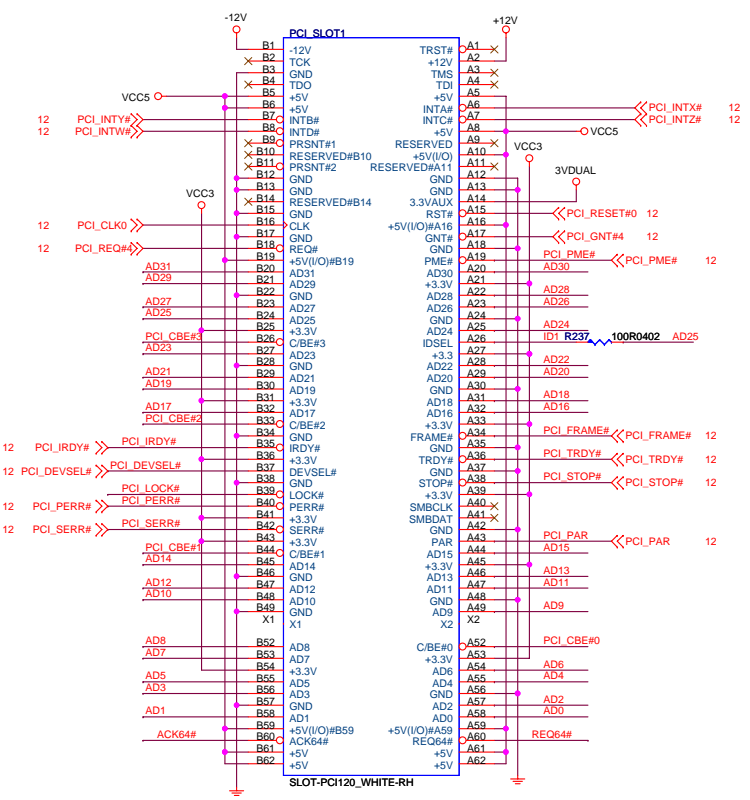 -12V +12V
PCI_SLOT1
B1 -12V TRST# A1
B2 TCK +12V A2
B3 GND TMS A3
B4 TDO TDI A4
VCC5 B5 +5V +5V A5
B6 +5V INTA# A6 PCI_INTX# 12
12 PCI_INTY# B7 INTB# INTC# A7 PCI_INTZ# 12
12 PCI_INTW# B8 INTD# +5V A8 VCC5
B9 PRSNT#1 RESERVED A9
B10 RESERVED#B10 +5V(I/O) A10 VCC3
B11 PRSNT#2 RESERVED#A11 A11
B12 GND GND A12
B13 GND GND A13 3VDUAL
VCC3 B14 RESERVED#B14 3.3VAUX A14
B15 GND RST# A15 PCI_RESET#0 12
12 PCI_CLK0 B16 CLK +5V(I/O)#A16 A16
B17 GND GNT# A17 PCI_GNT#4 12
12 PCI_REQ#4 B18 REQ# GND A18
B19 +5V(I/O)#B19 PME# A19 PCI_PME# PCI_PME# 12
AD31 B20 AD31 AD30 A20 AD30
AD29 B21 AD29 +3.3V A21
B22 GND AD28 A22 AD28
AD27 B23 AD27 AD26 A23 AD26
AD25 B24 AD25 GND A24
B25 +3.3V AD24 A25 AD24
PCI_CBE#3 B26 C/BE#3 IDSEL A26 ID1 R237 100R0402 AD25
AD23 B27 AD23 +3.3 A27
B28 GND AD22 A28 AD22
AD21 B29 AD21 AD20 A29 AD20
AD19 B30 AD19 GND A30
B31 +3.3V AD18 A31 AD18
AD17 B32 AD17 AD16 A32 AD16
PCI_CBE#2 B33 C/BE#2 +3.3V A33
B34 GND FRAME# A34 PCI_FRAME# PCI_FRAME# 12
12 PCI_IRDY# PCI_IRDY# B35 IRDY# GND A35
B36 +3.3V TRDY# A36 PCI_TRDY# PCI_TRDY# 12
12 PCI_DEVSEL# PCI_DEVSEL# B37 DEVSEL# GND A37
B38 GND STOP# A38 PCI_STOP# PCI_STOP# 12
PCI_LOCK# B39 LOCK# +3.3V A39
12 PCI_PERR# PCI_PERR# B40 PERR# SMBCLK A40
B41 +3.3V SMBDAT A41
12 PCI_SERR# PCI_SERR# B42 SERR# GND A42
B43 +3.3V PAR A43 PCI_PAR PCI_PAR 12
PCI_CBE#1 B44 C/BE#1 AD15 A44 AD15
AD14 B45 AD14 +3.3V A45
B46 GND AD13 A46 AD13
AD12 B47 AD12 AD11 A47 AD11
AD10 B48 AD10 GND A48
B49 GND AD9 A49 AD9
X1 X1 X2 X2
AD8 B52 AD8 C/BE#0 A52 PCI_CBE#0
AD7 B53 AD7 +3.3V A53
B54 +3.3V AD6 A54 AD6
AD5 B55 AD5 AD4 A55 AD4
AD3 B56 AD3 GND A56
B57 GND AD2 A57 AD2
AD1 B58 AD1 AD0 A58 AD0
B59 +5V(I/O)#B59 +5V(I/O)#A59 A59
ACK64# B60 ACK64# REQ64# A60 REQ64#
B61 +5V +5V A61
B62 +5V +5V A62
SLOT-PCI120_WHITE-RH